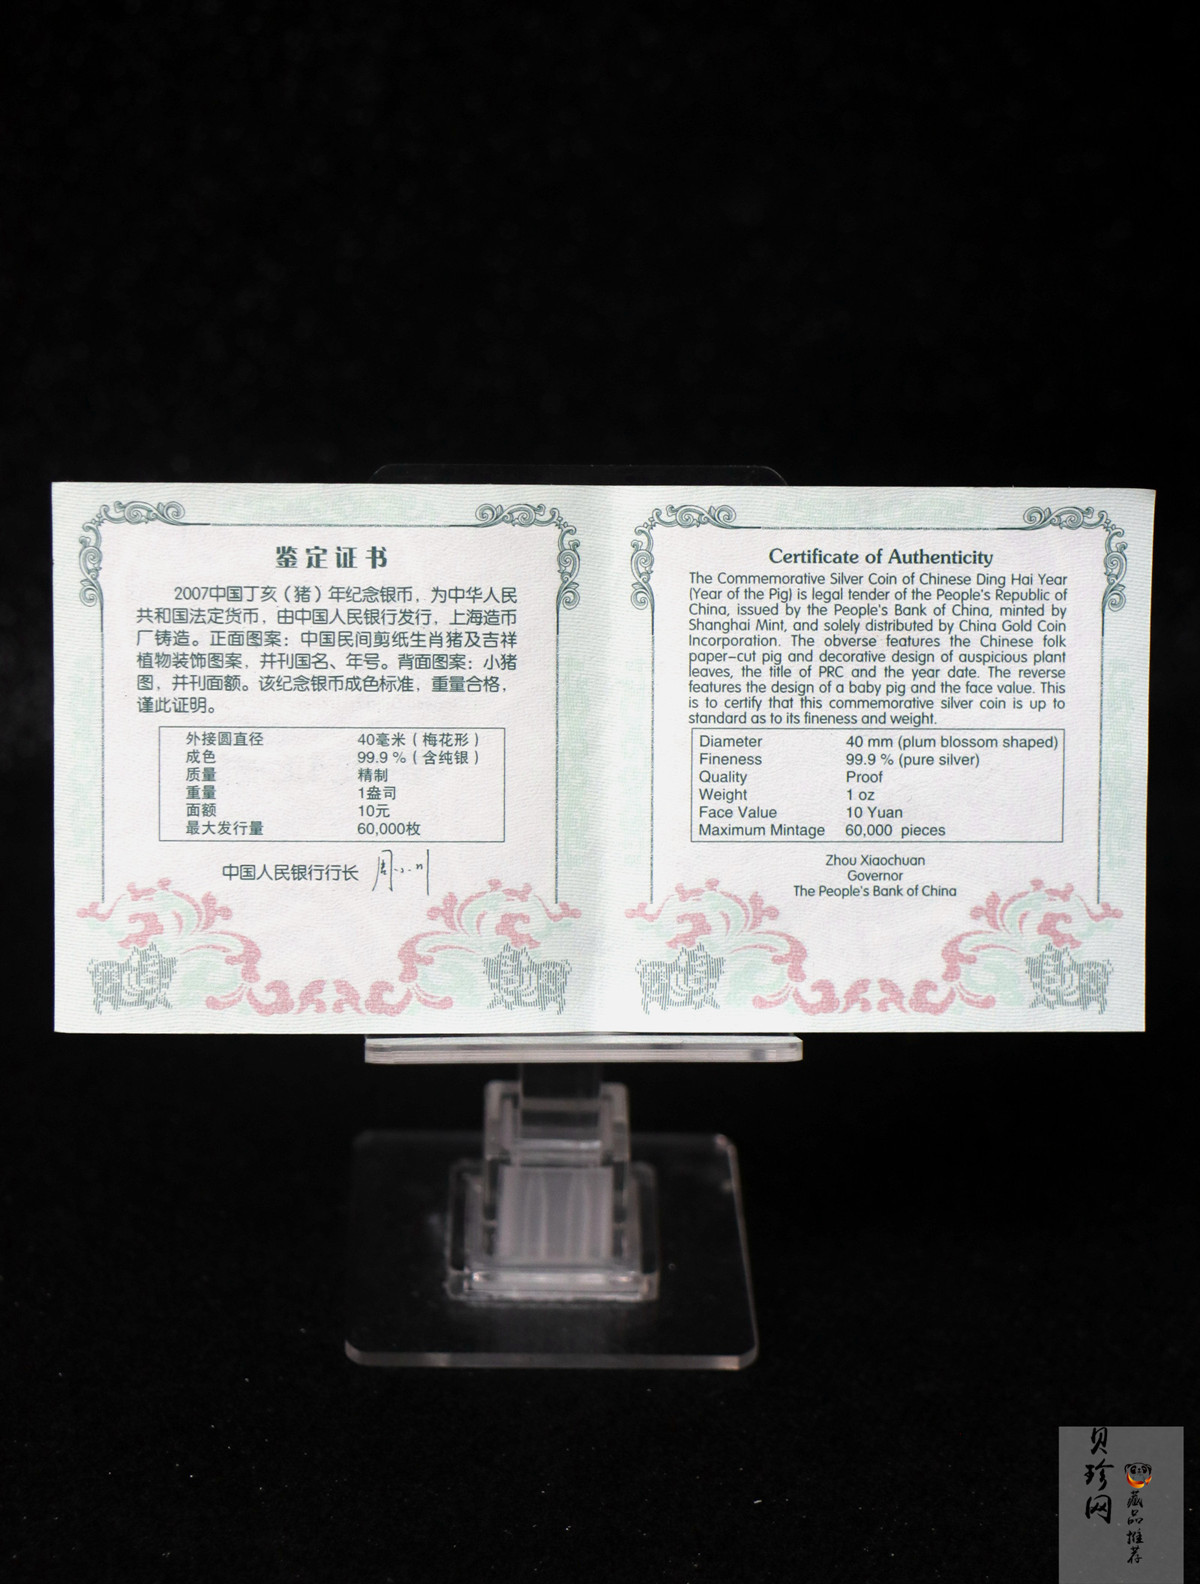 鉴定证书
2007中国丁亥（猪）年纪念银币，为中华人民
共和国法定货币，由中国人民银行发行，上海造币
厂铸造。正面图案：中国民间剪纸生肖猪及吉祥
植物装饰图案，并刊国名、年号。背面图案：小猪
图，并刊面额。该纪念银币成色标准，重量合格，
谨此证明。
外接圆直径 40毫米（梅花形）
成色 99.9 %（含纯银）
质量 精制
重量 1盎司
面额 10元
最大发行量 60,000枚
中国人民银行行长 周小川
Certificate of Authenticity
The Commemorative Silver Coin of Chinese Ding Hai Year
(Year of the Pig) is legal tender of the People's Republic of
China, issued by the People's Bank of China, minted by
Shanghai Mint, and solely distributed by China Gold Coin
Incorporation. The obverse features the Chinese folk
paper-cut pig and decorative design of auspicious plant
leaves, the title of PRC and the year date. The reverse
features the design of a baby pig and the face value. This
is to certify that this commemorative silver coin is up to
standard as to its fineness and weight.
Diameter 40 mm (plum blossom shaped)
Fineness 99.9 % (pure silver)
Quality Proof
Weight 1 oz
Face Value 10 Yuan
Maximum Mintage 60,000 pieces
Zhou Xiaochuan
Governor
The People's Bank of China
贝珍网
藏品推荐